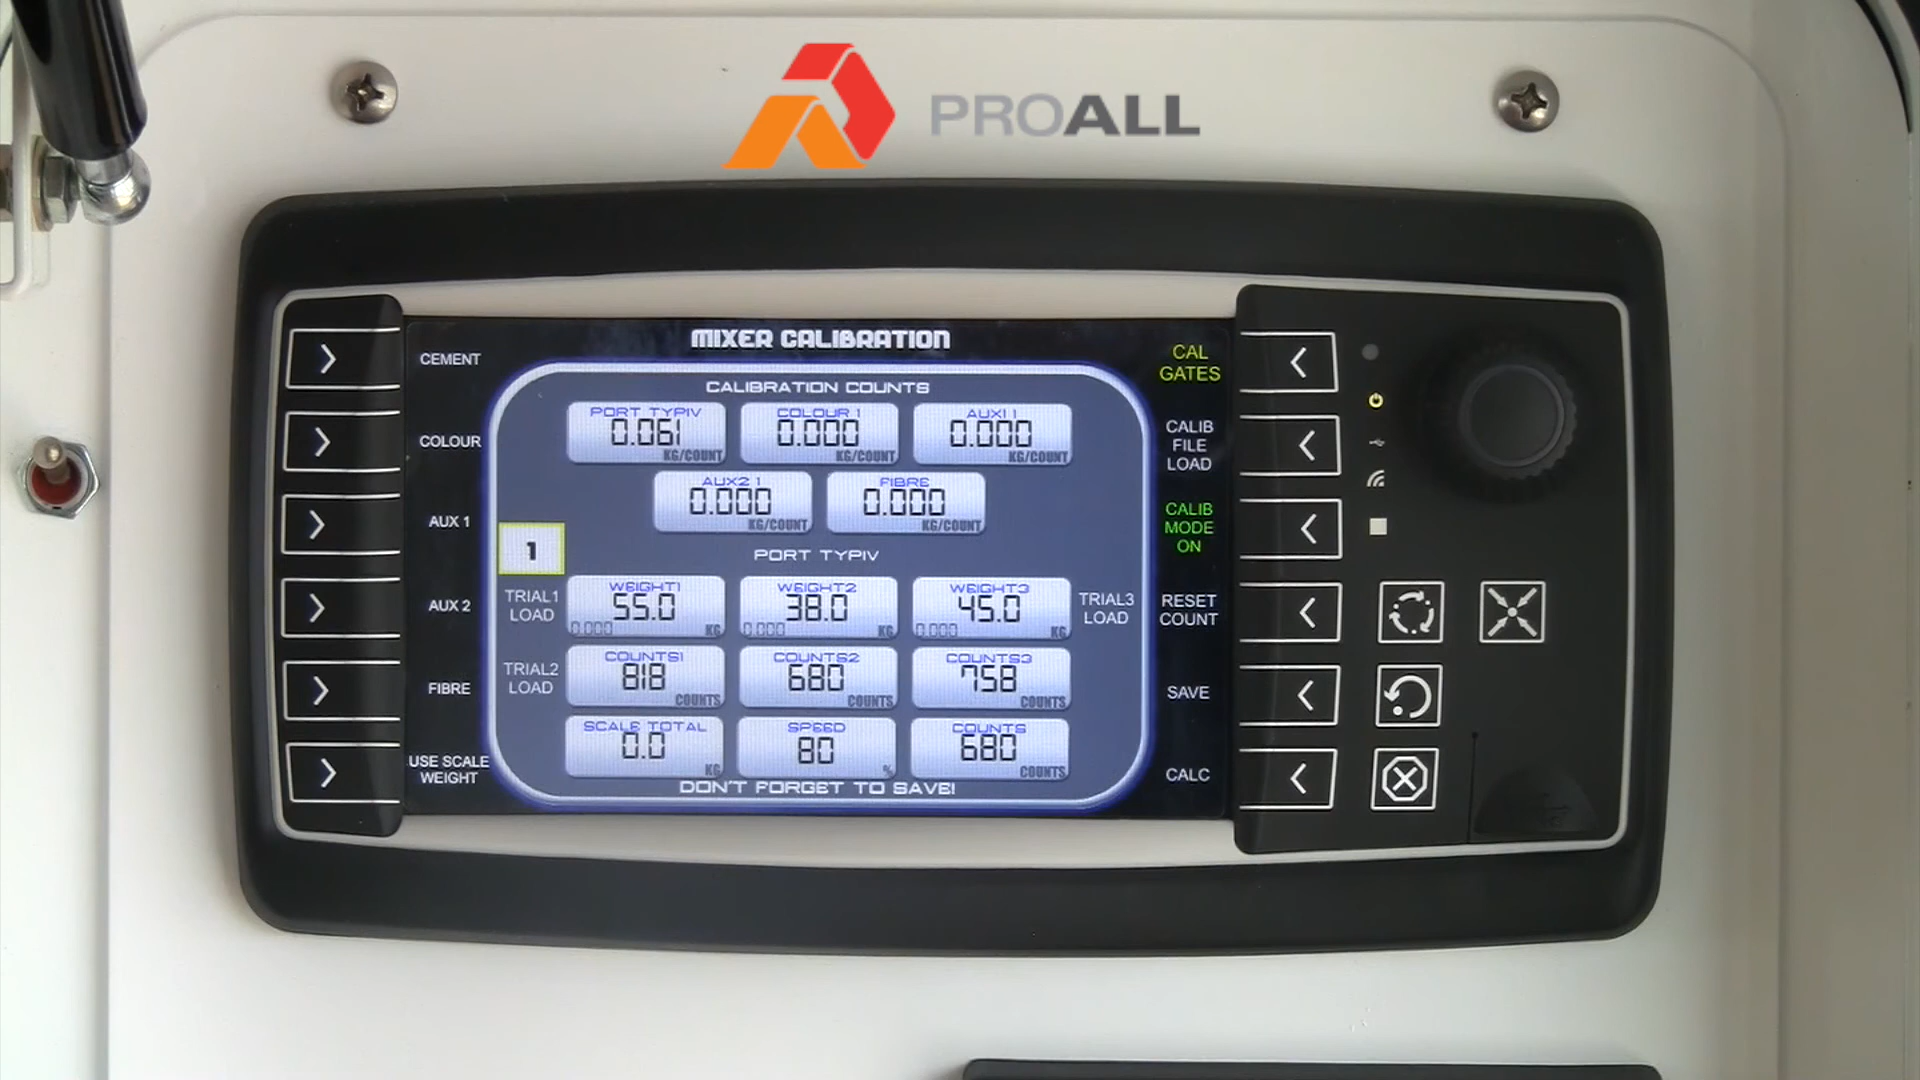 PROALL
MIXER CALIBRATION
CEMENT
COLOUR
AUX 1
AUX 2
FIBRE
USE SCALE
WEIGHT
CALIBRATION COUNTS
PORT TYPIV
0.061
KG/COUNT
COLOUR 1
0.000
KG/COUNT
AUX1 1
0.000
KG/COUNT
AUX2 1
0.000
KG/COUNT
FIBRE
0.000
KG/COUNT
1
PORT TYPIV
TRIAL1
LOAD
WEIGHT1
55.0
0.000 KG
WEIGHT2
38.0
0.000 KG
WEIGHT3
45.0
0.000 KG
TRIAL3
LOAD
TRIAL2
LOAD
COUNTS1
818
COUNTS
COUNTS2
680
COUNTS
COUNTS3
758
COUNTS
SCALE TOTAL
0.0
KG
SPEED
80
%
COUNTS
680
COUNTS
DON'T FORGET TO SAVE!
CAL
GATES
CALIB
FILE
LOAD
CALIB
MODE
ON
RESET
COUNT
SAVE
CALC